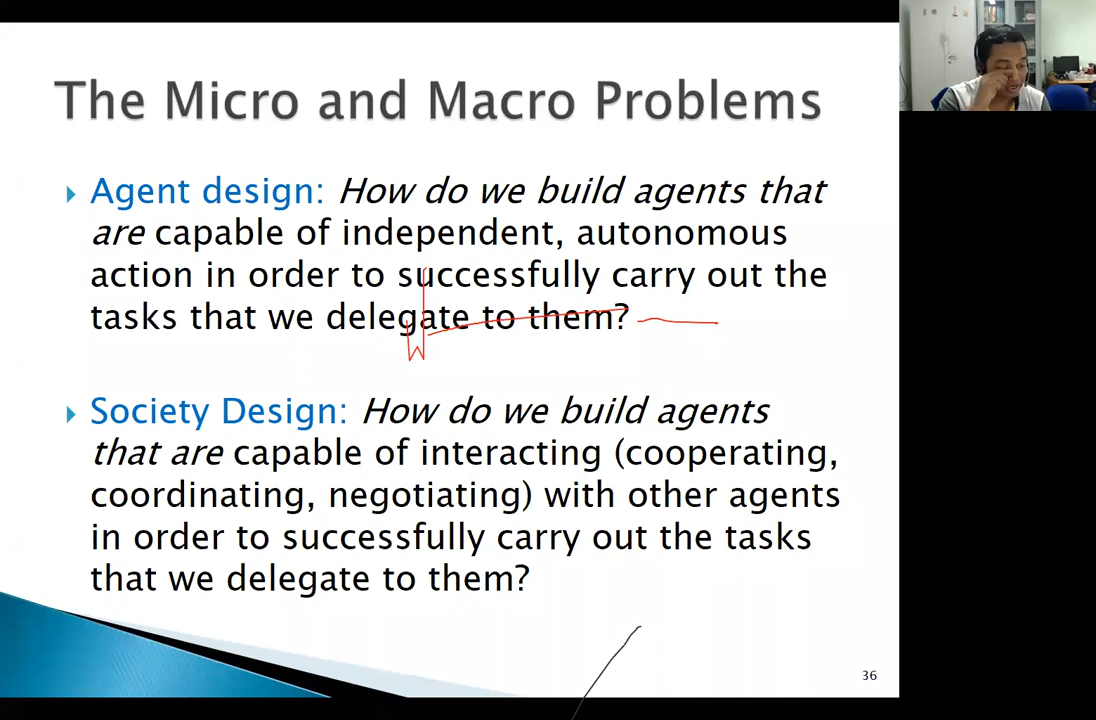 The Micro and Macro Problems
Agent design: How do we build agents that
are capable of independent, autonomous
action in order to successfully carry out the
tasks that we delegate to them?
Society Design: How do we build agents
that are capable of interacting (cooperating,
coordinating, negotiating) with other agents
in order to successfully carry out the tasks
that we delegate to them?
36